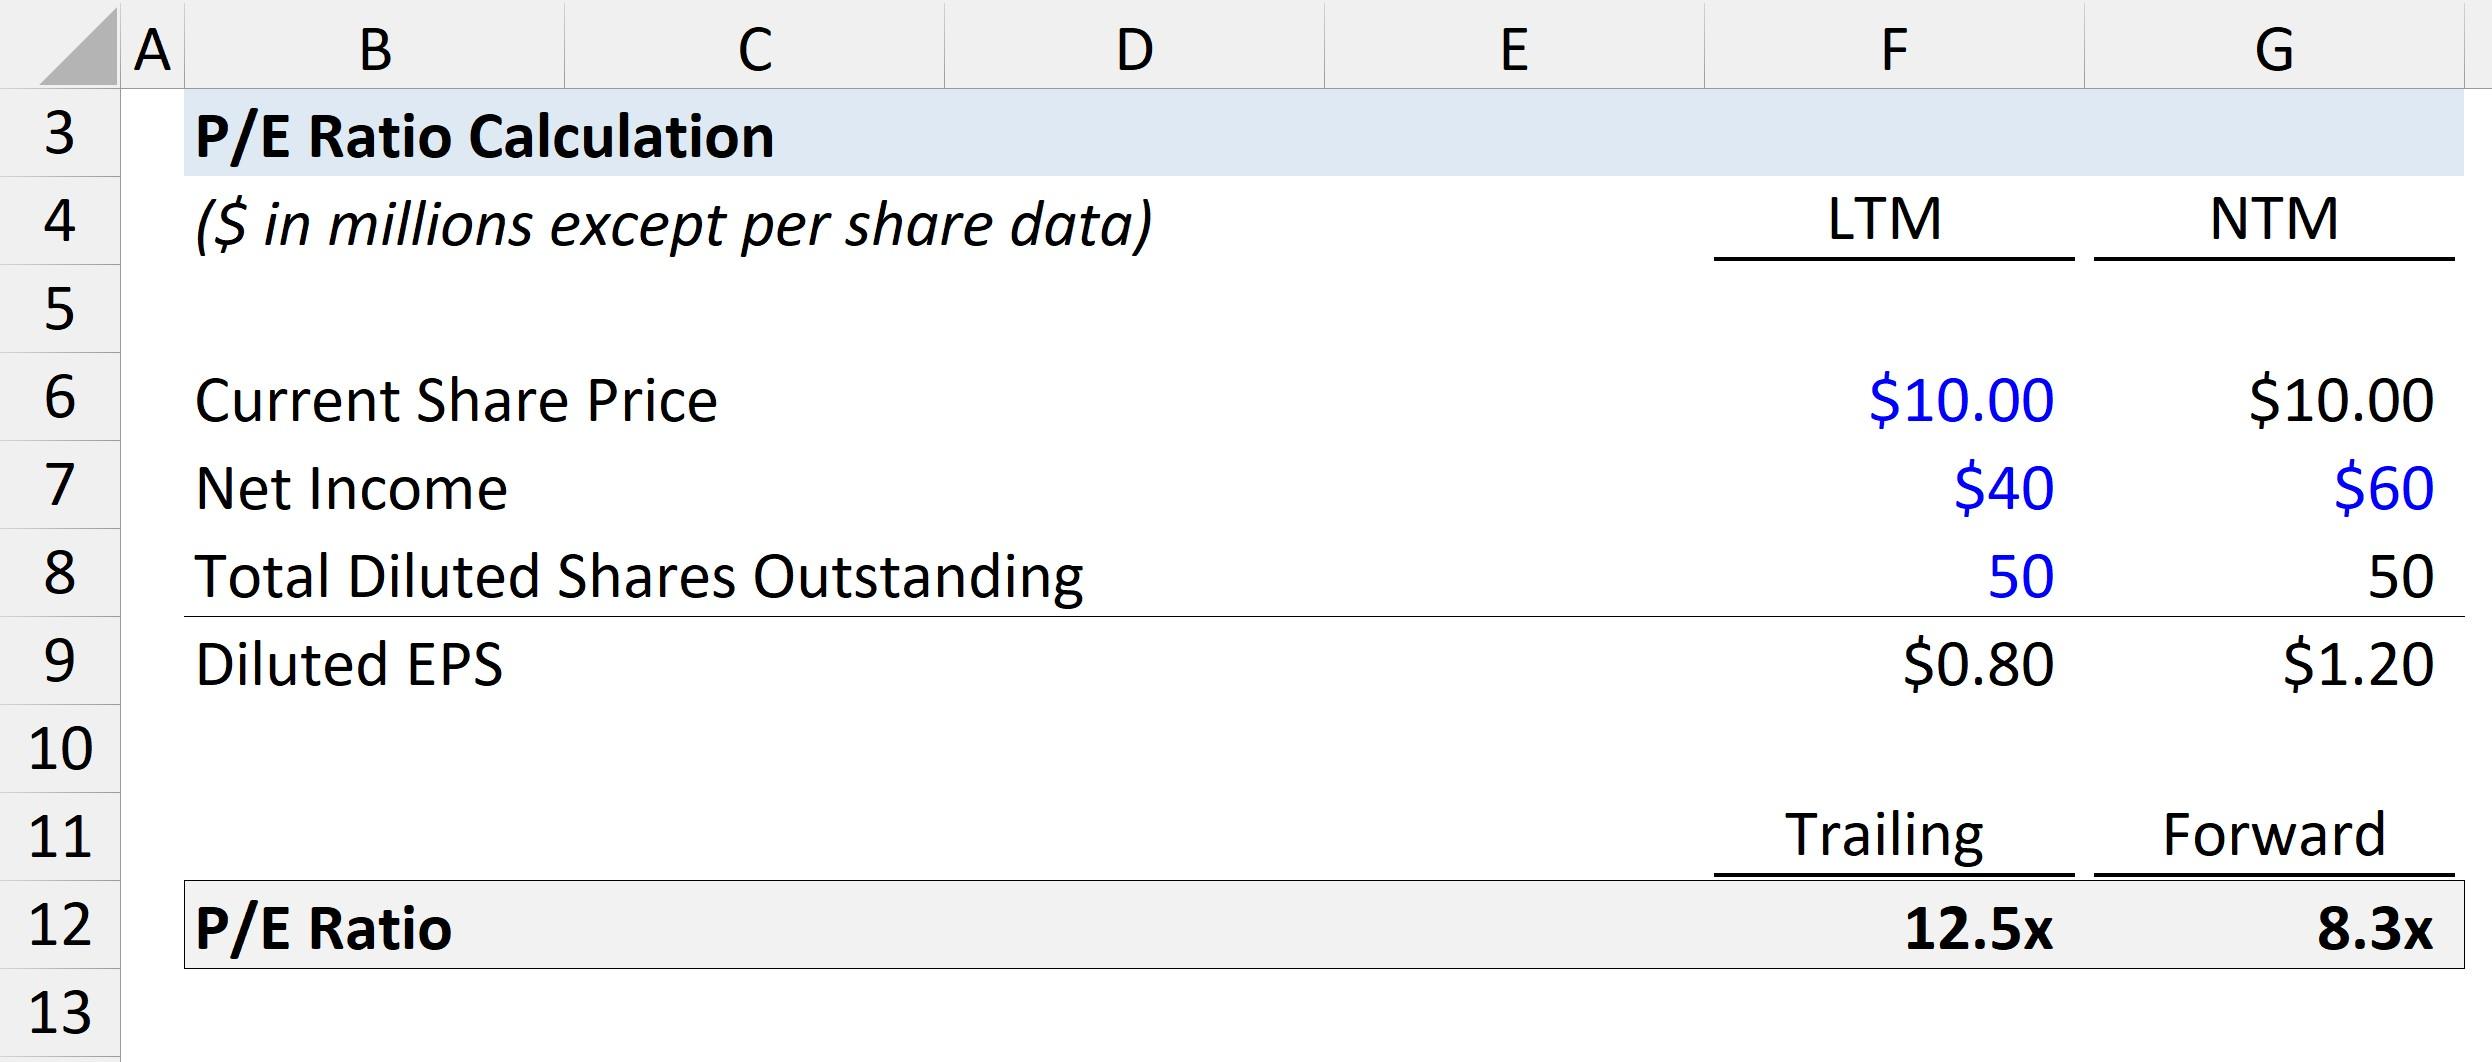 A B C D E F G
3 P/E Ratio Calculation
4 ($ in millions except per share data) LTM NTM
5
6 Current Share Price $10.00 $10.00
7 Net Income $40 $60
8 Total Diluted Shares Outstanding 50 50
9 Diluted EPS $0.80 $1.20
10
11 Trailing Forward
12 P/E Ratio 12.5x 8.3x
13